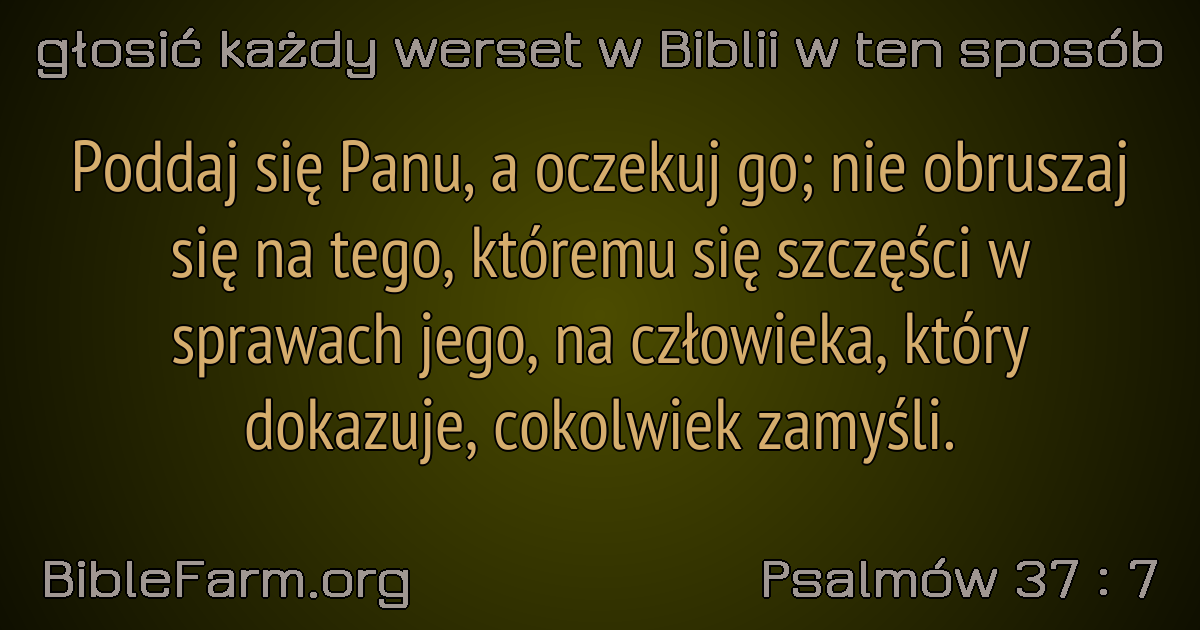 głosić każdy werset w Biblii w ten sposób
Poddaj się Panu, a oczekuj go; nie obruszaj
się na tego, któremu się szczęści w
sprawach jego, na człowieka, który
dokazuje, cokolwiek zamyśli.
BibleFarm.org
Psalmów 37 : 7